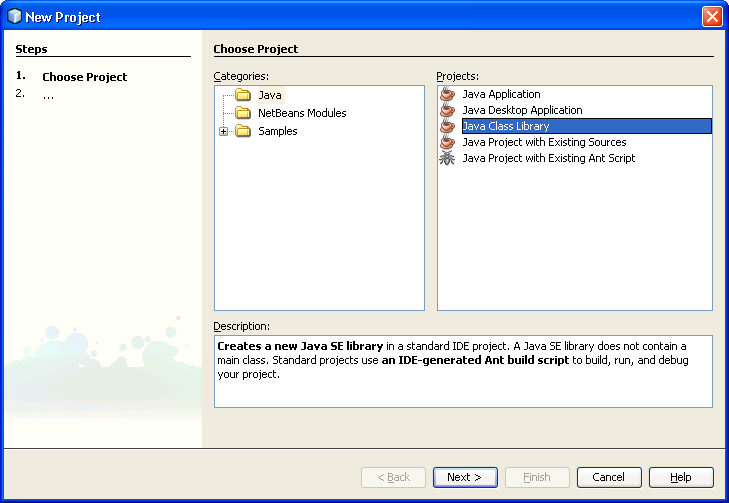 New Project
Steps
1. Choose Project
2. ...
Choose Project
Categories:
Java
NetBeans Modules
Samples
Projects:
Java Application
Java Desktop Application
Java Class Library
Java Project with Existing Sources
Java Project with Existing Ant Script
Description:
Creates a new Java SE library in a standard IDE project. A Java SE library does not contain a
main class. Standard projects use an IDE-generated Ant build script to build, run, and debug
your project.
< Back
Next >
Finish
Cancel
Help